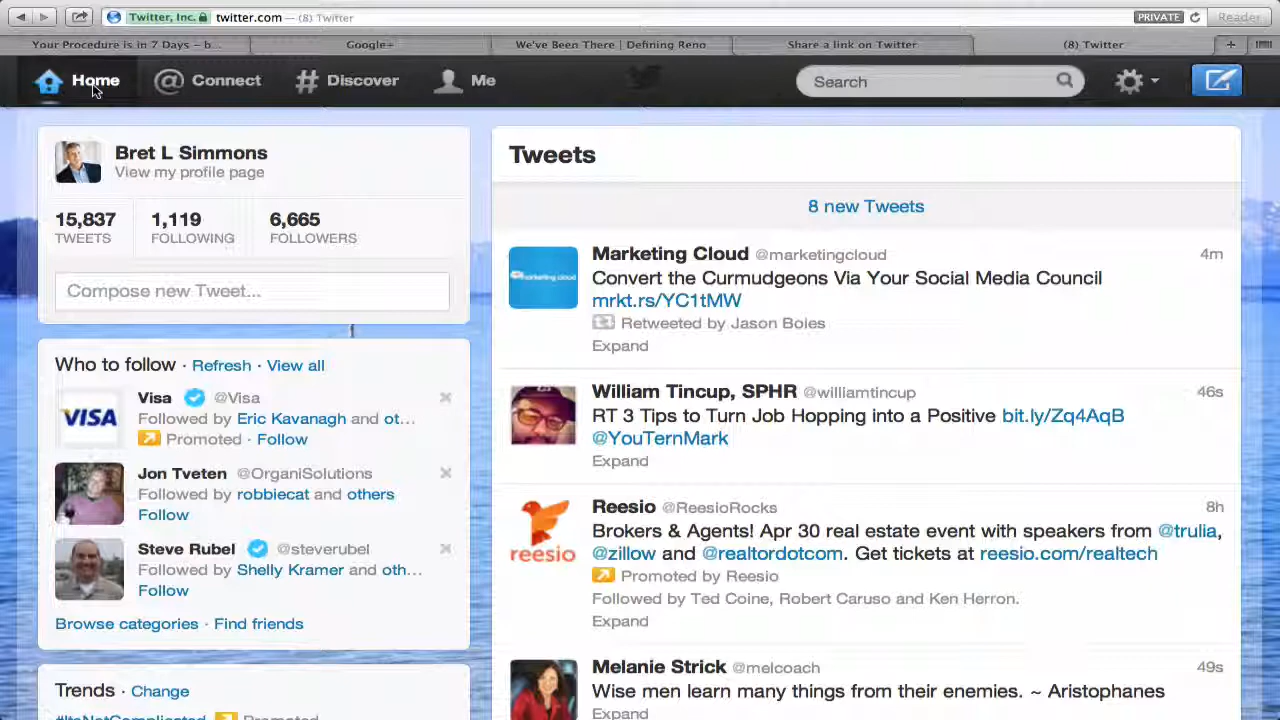 Twitter, Inc. twitter.com — (8) Twitter PRIVATE Reader
Your Procedure is in 7 Days – b... Google+ We've Been There | Defining Reno Share a link on Twitter (8) Twitter +
Home @ Connect # Discover Me Search
Bret L Simmons
View my profile page
15,837 1,119 6,665
TWEETS FOLLOWING FOLLOWERS
Compose new Tweet...
Who to follow · Refresh · View all
Visa @Visa
Followed by Eric Kavanagh and ot...
Promoted · Follow
VISA
Jon Tveten @OrganiSolutions
Followed by robbiecat and others
Follow
Steve Rubel @steverubel
Followed by Shelly Kramer and oth...
Follow
Browse categories · Find friends
Trends · Change
#ItsNotComplicated Promoted
Tweets
8 new Tweets
marketing cloud
Marketing Cloud @marketingcloud 4m
Convert the Curmudgeons Via Your Social Media Council
mrkt.rs/YC1tMW
Retweeted by Jason Boles
Expand
William Tincup, SPHR @williamtincup 46s
RT 3 Tips to Turn Job Hopping into a Positive bit.ly/Zq4AqB
@YouTernMark
Expand
reesio
Reesio @ReesioRocks 8h
Brokers & Agents! Apr 30 real estate event with speakers from @trulia,
@zillow and @realtordotcom. Get tickets at reesio.com/realtech
Promoted by Reesio
Followed by Ted Coine, Robert Caruso and Ken Herron.
Expand
Melanie Strick @melcoach 49s
Wise men learn many things from their enemies. ~ Aristophanes
Expand